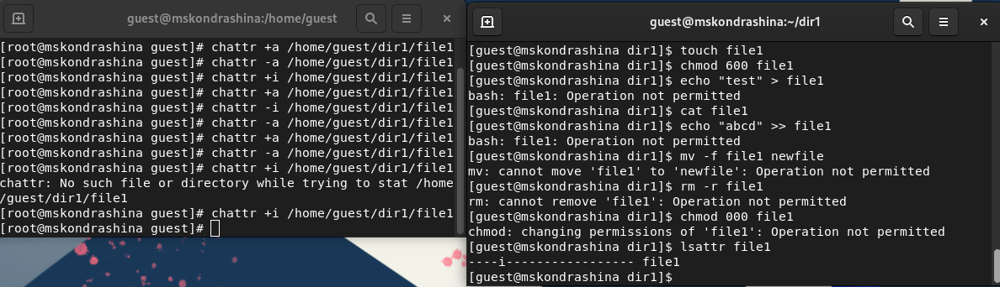 guest@mskondrashina:/home/guest
[root@mskondrashina guest]# chattr +a /home/guest/dir1/file1
[root@mskondrashina guest]# chattr -a /home/guest/dir1/file1
[root@mskondrashina guest]# chattr +i /home/guest/dir1/file1
[root@mskondrashina guest]# chattr +a /home/guest/dir1/file1
[root@mskondrashina guest]# chattr -i /home/guest/dir1/file1
[root@mskondrashina guest]# chattr -a /home/guest/dir1/file1
[root@mskondrashina guest]# chattr +a /home/guest/dir1/file1
[root@mskondrashina guest]# chattr -a /home/guest/dir1/file1
[root@mskondrashina guest]# chattr +i /home/guest/dir1/file1
chattr: No such file or directory while trying to stat /home
/guest/dir1/file1
[root@mskondrashina guest]# chattr +i /home/guest/dir1/file1
[root@mskondrashina guest]#
guest@mskondrashina:~/dir1
[guest@mskondrashina dir1]$ touch file1
[guest@mskondrashina dir1]$ chmod 600 file1
[guest@mskondrashina dir1]$ echo "test" > file1
bash: file1: Operation not permitted
[guest@mskondrashina dir1]$ cat file1
[guest@mskondrashina dir1]$ echo "abcd" >> file1
bash: file1: Operation not permitted
[guest@mskondrashina dir1]$ mv -f file1 newfile
mv: cannot move 'file1' to 'newfile': Operation not permitted
[guest@mskondrashina dir1]$ rm -r file1
rm: cannot remove 'file1': Operation not permitted
[guest@mskondrashina dir1]$ chmod 000 file1
chmod: changing permissions of 'file1': Operation not permitted
[guest@mskondrashina dir1]$ lsattr file1
----i----------------- file1
[guest@mskondrashina dir1]$